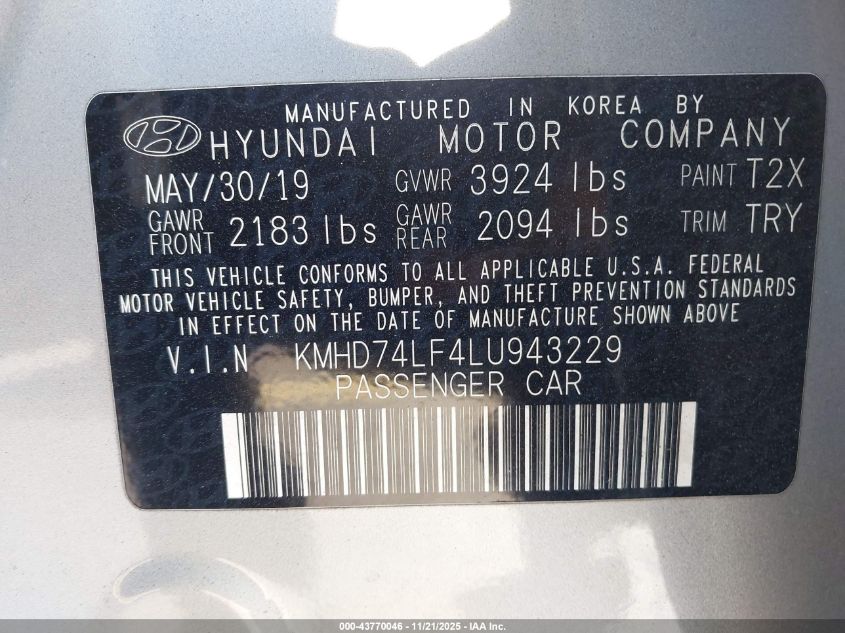 MANUFACTURED IN KOREA BY
HYUNDAI MOTOR COMPANY
MAY/30/19 GVWR 3924 lbs PAINT T2X
GAWR FRONT 2183 lbs GAWR REAR 2094 lbs TRIM TRY
THIS VEHICLE CONFORMS TO ALL APPLICABLE U.S.A. FEDERAL
MOTOR VEHICLE SAFETY, BUMPER, AND THEFT PREVENTION STANDARDS
IN EFFECT ON THE DATE OF MANUFACTURE SHOWN ABOVE
V.I.N KMHD74LF4LU943229
PASSENGER CAR
000-43770046 - 11/21/2025 - IAA Inc.